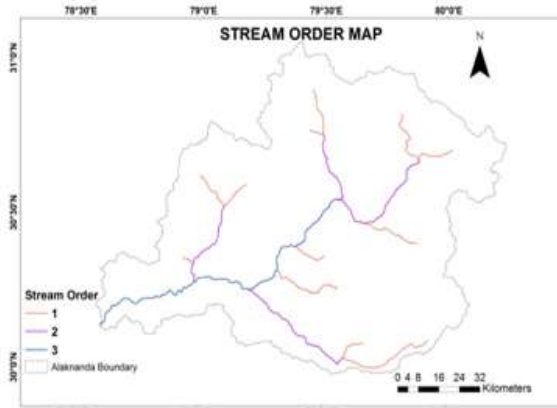 78°30'E 79°0'E 79°30'E 80°0'E
STREAM ORDER MAP
N
31°0'N
30°30'N
30°0'N
Stream Order
1
2
3
Alaknanda Boundary
0 4 8 16 24 32
Kilometers